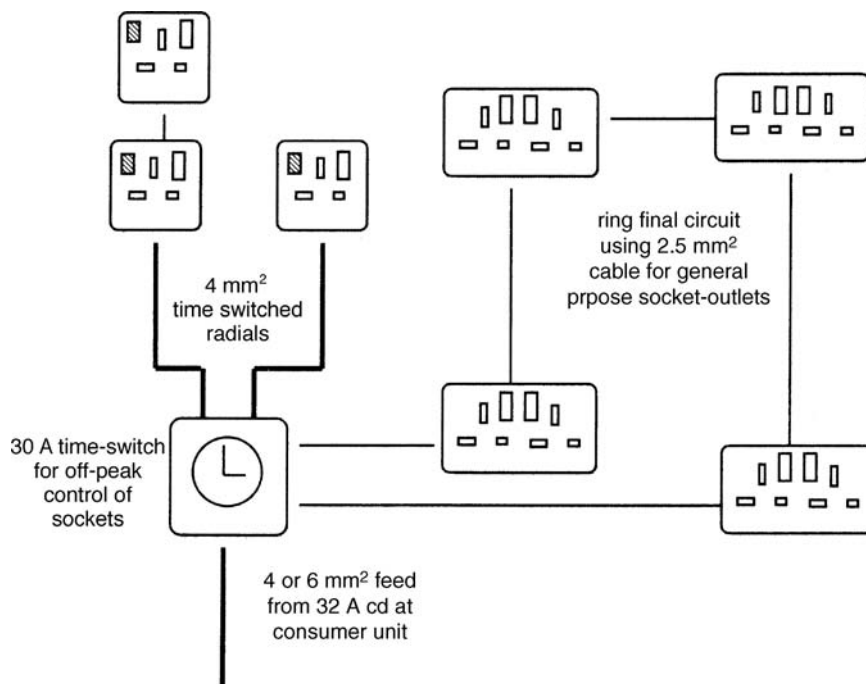 4 mm²
time switched
radials
ring final circuit
using 2.5 mm²
cable for general
prpose socket-outlets
30 A time-switch
for off-peak
control of
sockets
4 or 6 mm² feed
from 32 A cd at
consumer unit